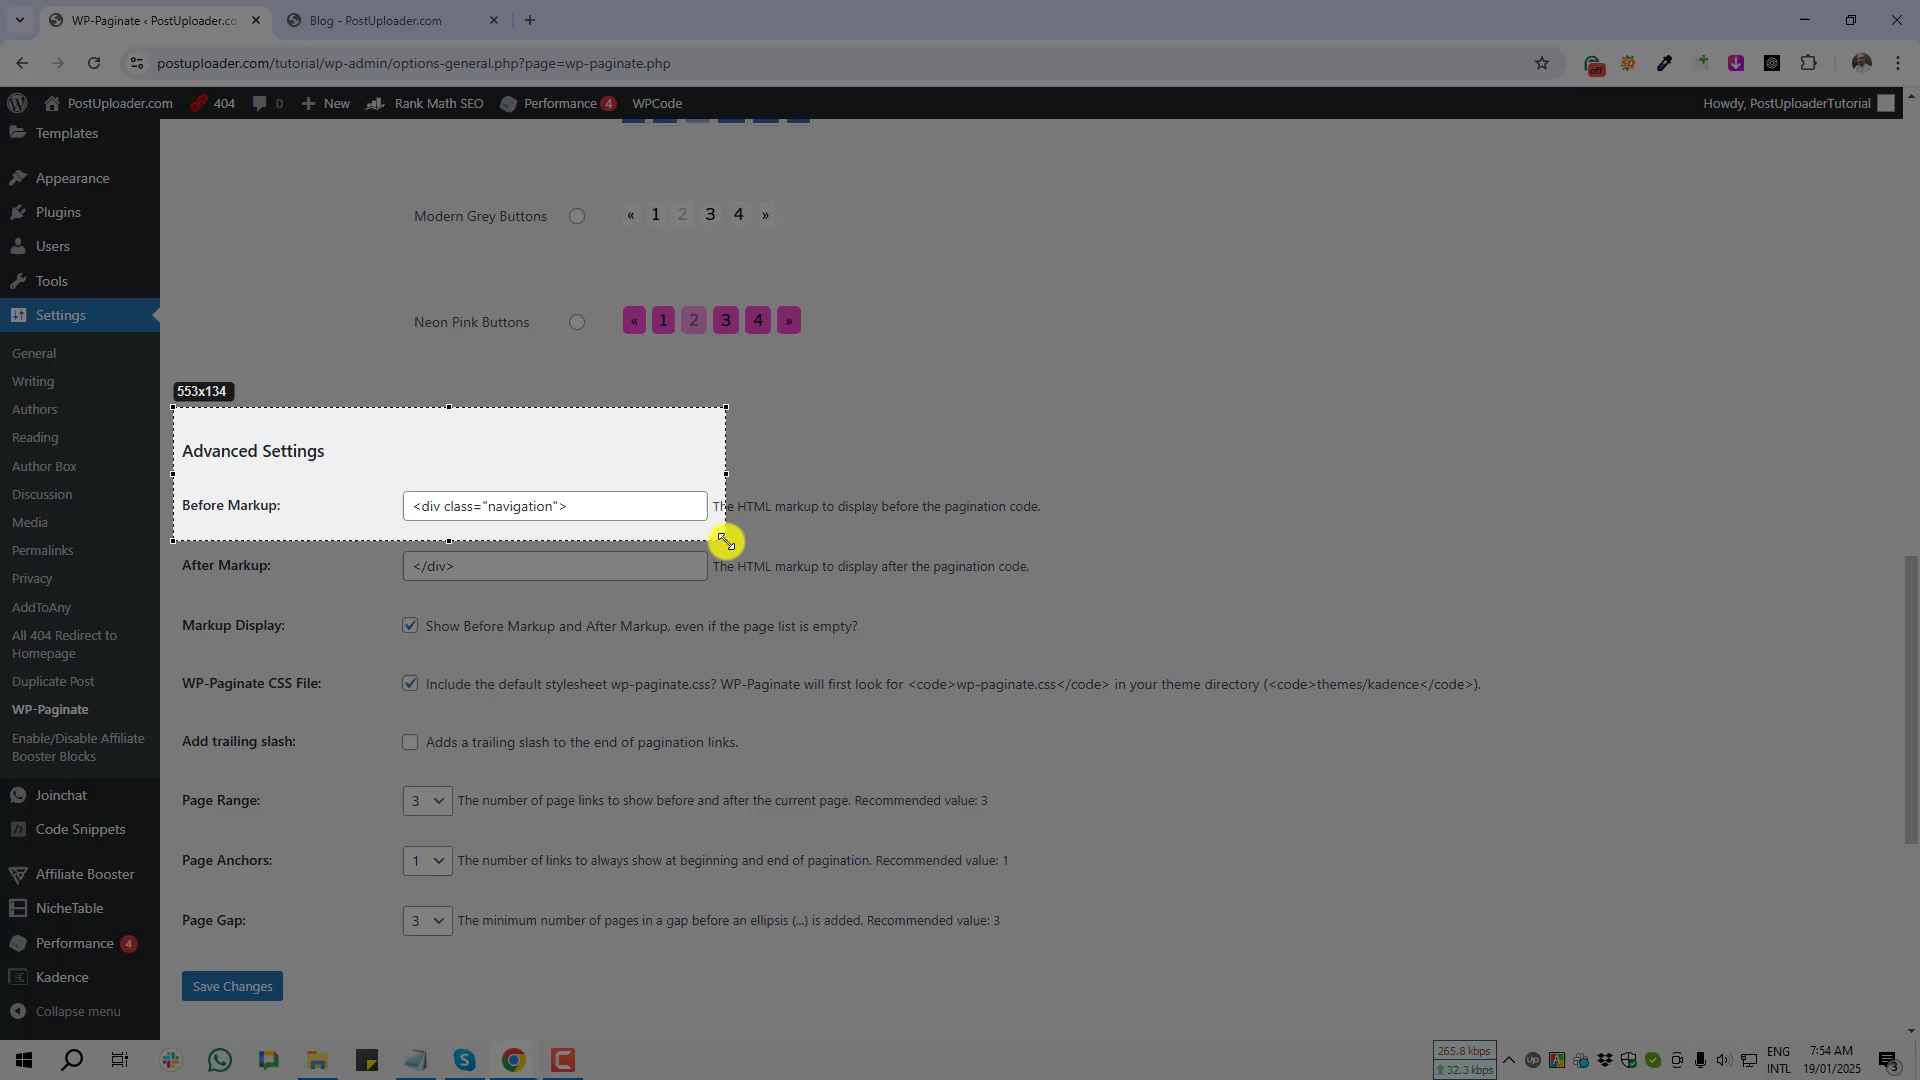 WP-Paginate ‹ PostUploader.co
Blog - PostUploader.com
postuploader.com/tutorial/wp-admin/options-general.php?page=wp-paginate.php
off
PostUploader.com
404
0
New
Rank Math SEO
Performance 4
WPCode
Howdy, PostUploaderTutorial
Templates
Appearance
Plugins
Users
Tools
Settings
General
Writing
Authors
Reading
Author Box
Discussion
Media
Permalinks
Privacy
AddToAny
All 404 Redirect to
Homepage
Duplicate Post
WP-Paginate
Enable/Disable Affiliate
Booster Blocks
Joinchat
Code Snippets
Affiliate Booster
NicheTable
Performance 4
Kadence
Collapse menu
Modern Grey Buttons
« 1 2 3 4 »
Neon Pink Buttons
« 1 2 3 4 »
553x134
Advanced Settings
Before Markup:
<div class="navigation">
The HTML markup to display before the pagination code.
After Markup:
</div>
The HTML markup to display after the pagination code.
Markup Display:
Show Before Markup and After Markup, even if the page list is empty?
WP-Paginate CSS File:
Include the default stylesheet wp-paginate.css? WP-Paginate will first look for <code>wp-paginate.css</code> in your theme directory (<code>themes/kadence</code>).
Add trailing slash:
Adds a trailing slash to the end of pagination links.
Page Range:
3
The number of page links to show before and after the current page. Recommended value: 3
Page Anchors:
1
The number of links to always show at beginning and end of pagination. Recommended value: 1
Page Gap:
3
The minimum number of pages in a gap before an ellipsis (...) is added. Recommended value: 3
Save Changes
265.8 kbps
32.3 kbps
ENG
INTL
7:54 AM
19/01/2025
3